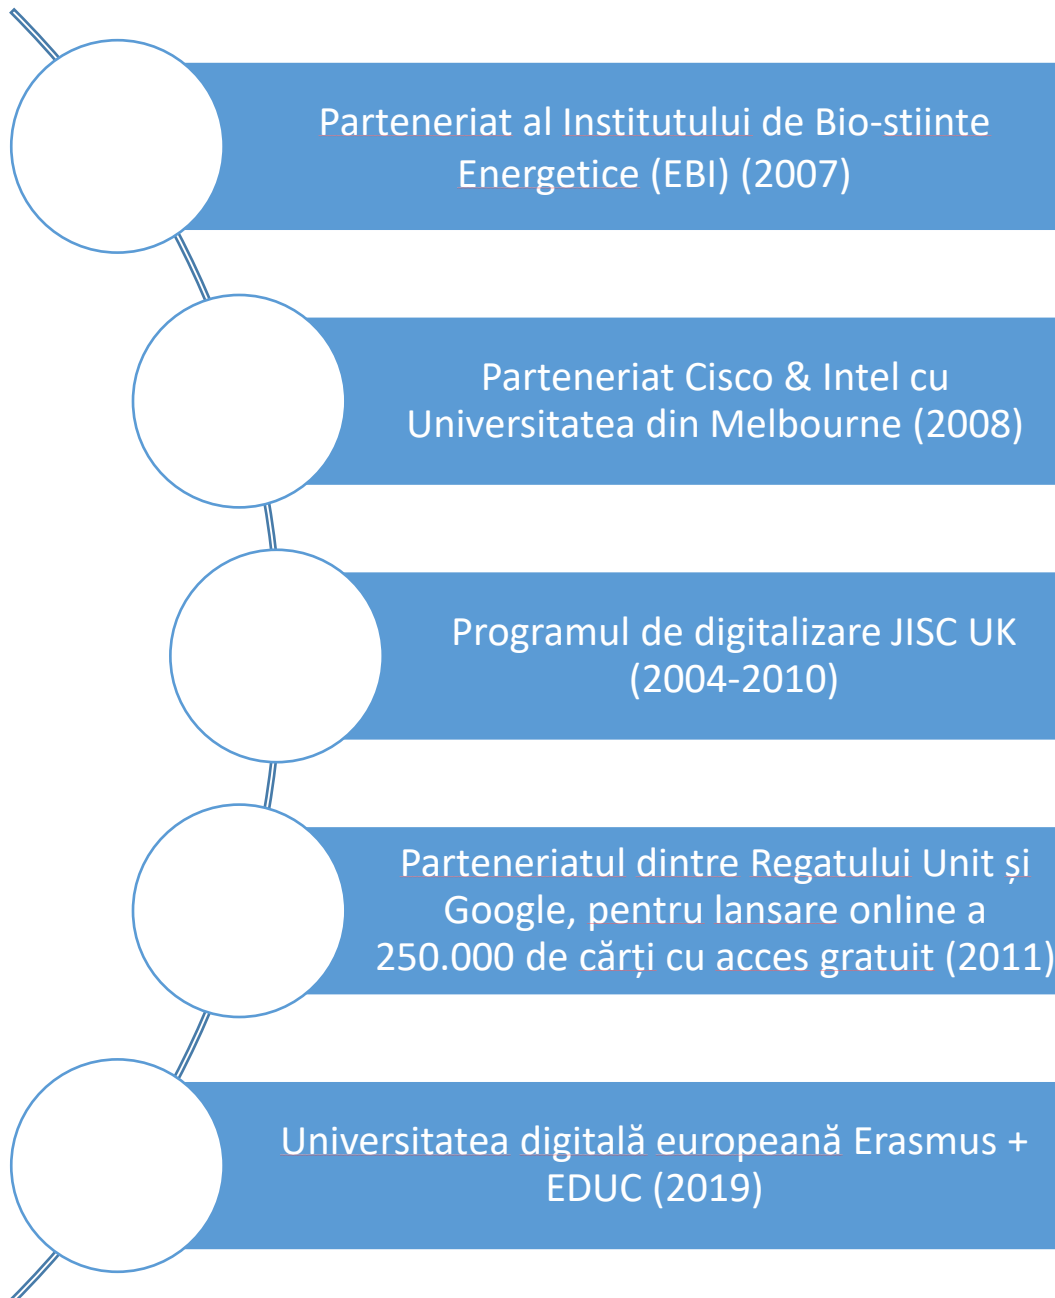 Parteneriat al Institutului de Bio-stiinte
Energetice (EBI) (2007)
Parteneriat Cisco & Intel cu
Universitatea din Melbourne (2008)
Programul de digitalizare JISC UK
(2004-2010)
Parteneriatul dintre Regatului Unit și
Google, pentru lansare online a
250.000 de cărți cu acces gratuit (2011)
Universitatea digitală europeană Erasmus +
EDUC (2019)